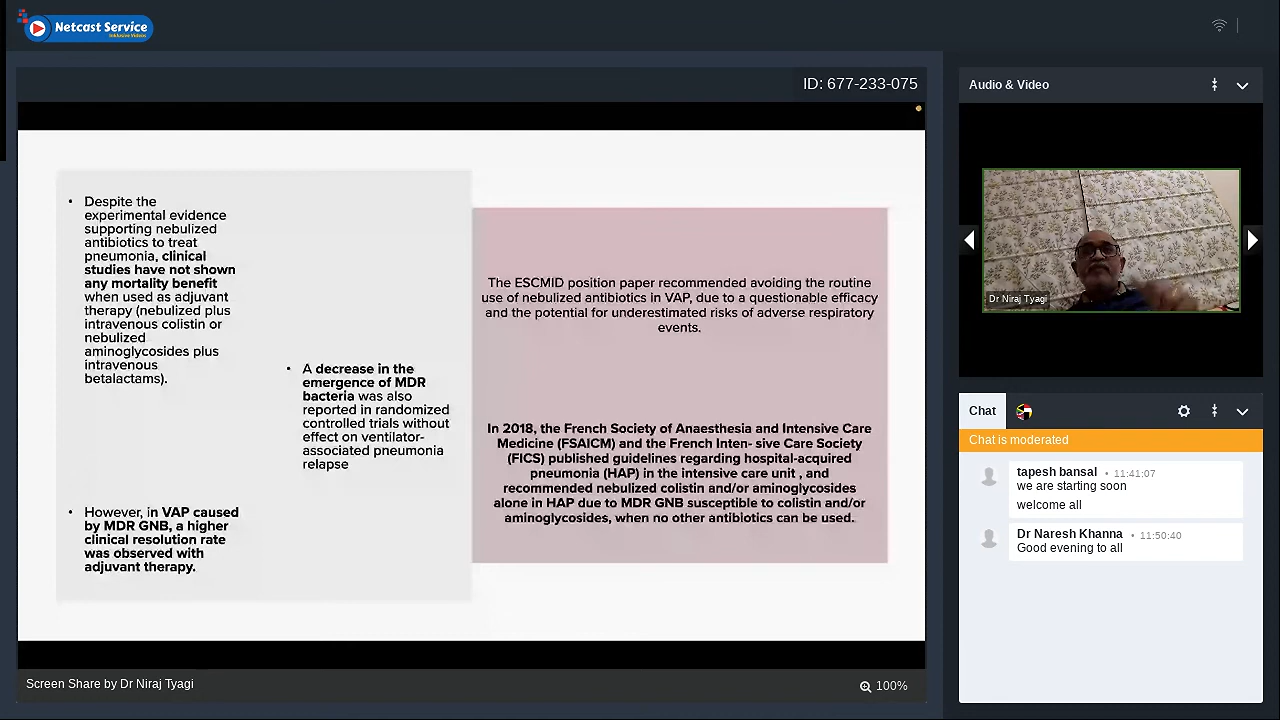 Netcast Service
Inklusive Videos
ID: 677-233-075
• Despite the
experimental evidence
supporting nebulized
antibiotics to treat
pneumonia, clinical
studies have not shown
any mortality benefit
when used as adjuvant
therapy (nebulized plus
intravenous colistin or
nebulized
aminoglycosides plus
intravenous
betalactams).
• However, in VAP caused
by MDR GNB, a higher
clinical resolution rate
was observed with
adjuvant therapy.
• A decrease in the
emergence of MDR
bacteria was also
reported in randomized
controlled trials without
effect on ventilator-
associated pneumonia
relapse
The ESCMID position paper recommended avoiding the routine
use of nebulized antibiotics in VAP, due to a questionable efficacy
and the potential for underestimated risks of adverse respiratory
events.
In 2018, the French Society of Anaesthesia and Intensive Care
Medicine (FSAICM) and the French Inten- sive Care Society
(FICS) published guidelines regarding hospital-acquired
pneumonia (HAP) in the intensive care unit , and
recommended nebulized colistin and/or aminoglycosides
alone in HAP due to MDR GNB susceptible to colistin and/or
aminoglycosides, when no other antibiotics can be used.
Screen Share by Dr Niraj Tyagi
100%
Audio & Video
Dr Niraj Tyagi
Chat
Chat is moderated
tapesh bansal • 11:41:07
we are starting soon
welcome all
Dr Naresh Khanna • 11:50:40
Good evening to all